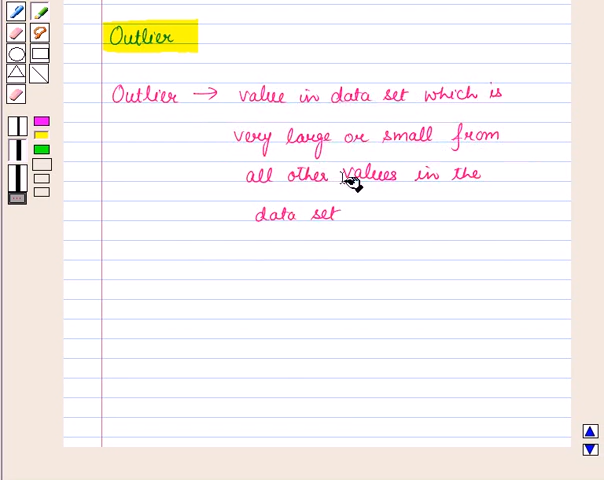 Outlier
Outlier → value in data set which is
very large or small from
all other values in the
data set